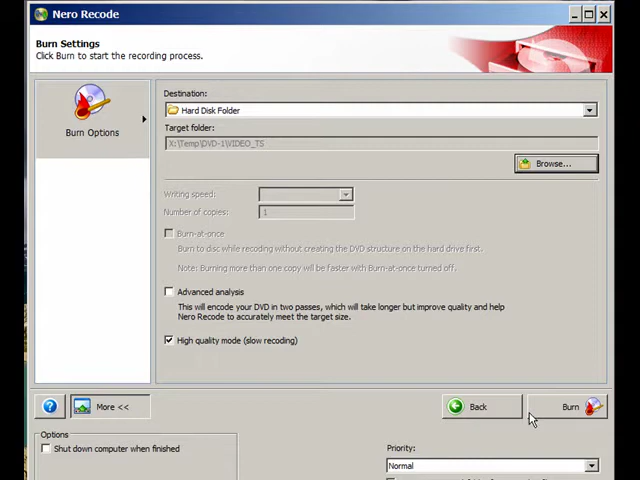 Nero Recode
Burn Settings
Click Burn to start the recording process.
Burn Options
Destination:
Hard Disk Folder
Target folder:
X:\Temp\DVD-1\VIDEO_TS
Browse...
Writing speed:
Number of copies: 1
Burn-at-once
Burn to disc while recoding without creating the DVD structure on the hard drive first.
Note: Burning more than one copy will be faster with Burn-at-once turned off.
Advanced analysis
This will encode your DVD in two passes, which will take longer but improve quality and help
Nero Recode to accurately meet the target size.
High quality mode (slow recoding)
More <<
Back
Burn
Options
Shut down computer when finished
Priority:
Normal